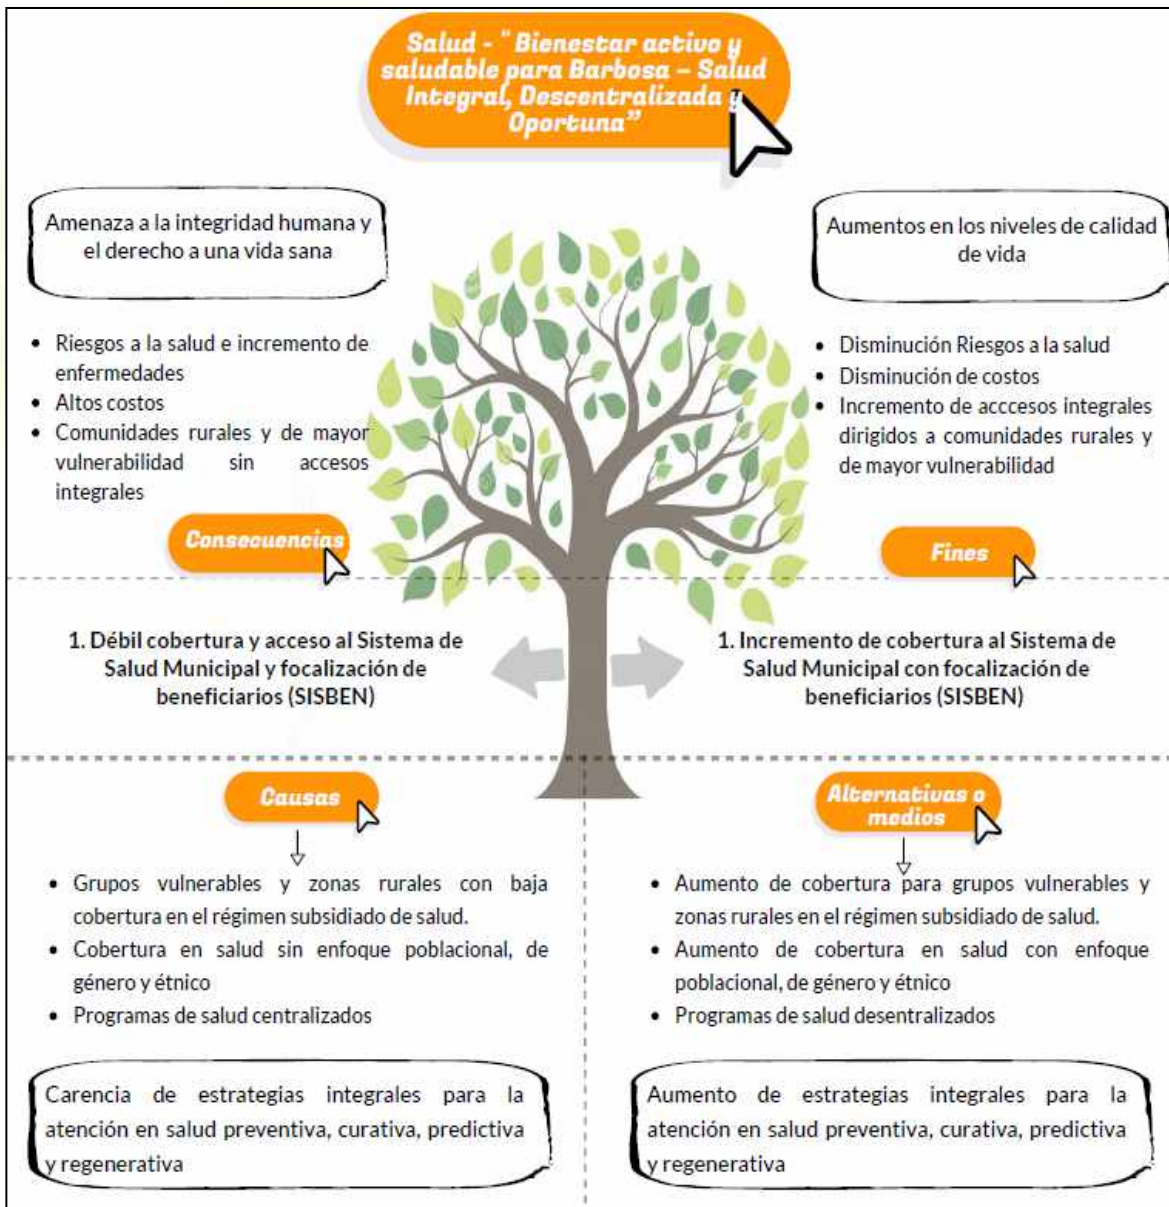 Salud - " Bienestar activo y
saludable para Barbosa – Salud
Integral, Descentralizada y
Oportuna”
Amenaza a la integridad humana y
el derecho a una vida sana
• Riesgos a la salud e incremento de
enfermedades
• Altos costos
• Comunidades rurales y de mayor
vulnerabilidad sin accesos
integrales
Consecuencias
Aumentos en los niveles de calidad
de vida
• Disminución Riesgos a la salud
• Disminución de costos
• Incremento de acccesos integrales
dirigidos a comunidades rurales y
de mayor vulnerabilidad
Fines
1. Débil cobertura y acceso al Sistema de
Salud Municipal y focalización de
beneficiarios (SISBEN)
1. Incremento de cobertura al Sistema de
Salud Municipal con focalización de
beneficiarios (SISBEN)
Causas
• Grupos vulnerables y zonas rurales con baja
cobertura en el régimen subsidiado de salud.
• Cobertura en salud sin enfoque poblacional, de
género y étnico
• Programas de salud centralizados
Carencia de estrategias integrales para la
atención en salud preventiva, curativa, predictiva
y regenerativa
Alternativas o
medios
• Aumento de cobertura para grupos vulnerables y
zonas rurales en el régimen subsidiado de salud.
• Aumento de cobertura en salud con enfoque
poblacional, de género y étnico
• Programas de salud desentralizados
Aumento de estrategias integrales para la
atención en salud preventiva, curativa, predictiva
y regenerativa